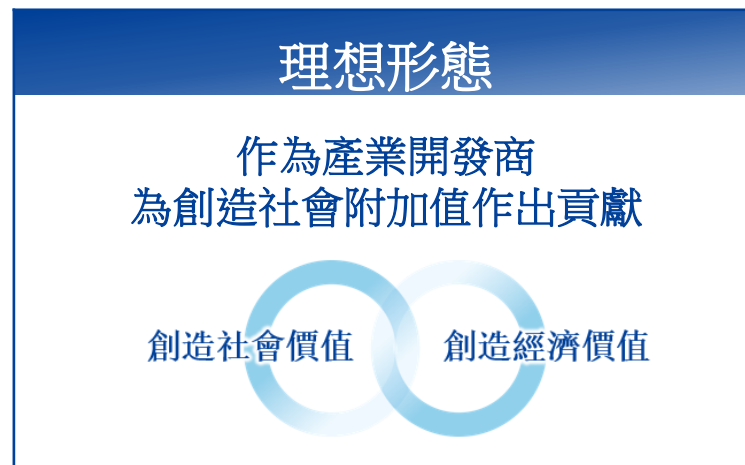 理想形態
作為產業開發商
為創造社會附加值作出貢獻
創造社會價值
創造經濟價值